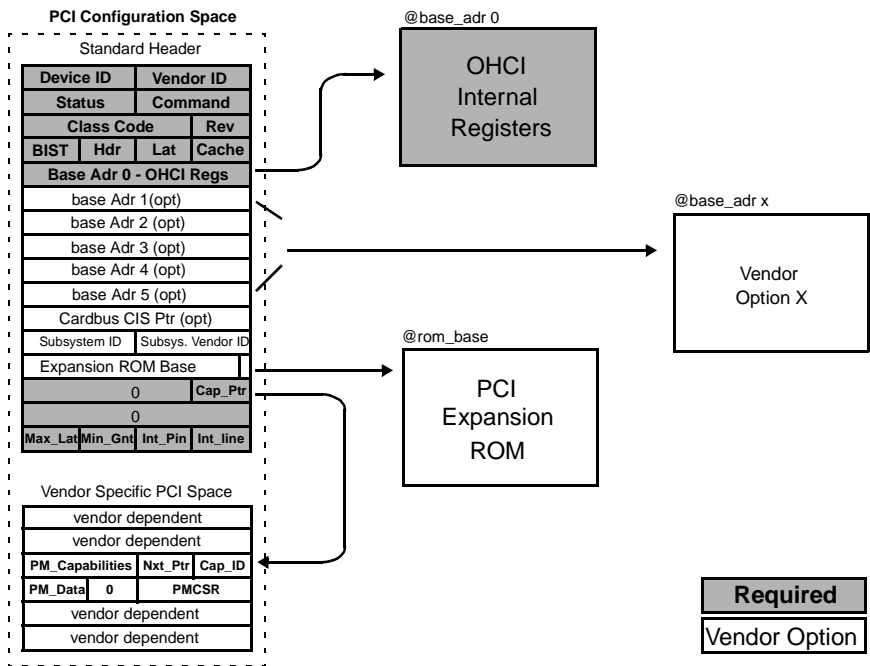 PCI Configuration Space
Standard Header
Device ID Vendor ID
Status Command
Class Code Rev
BIST Hdr Lat Cache
Base Adr 0 - OHCI Regs
base Adr 1(opt)
base Adr 2 (opt)
base Adr 3 (opt)
base Adr 4 (opt)
base Adr 5 (opt)
Cardbus CIS Ptr (opt)
Subsystem ID Subsys. Vendor ID
Expansion ROM Base
0 Cap_Ptr
0
Max_Lat Min_Gnt Int_Pin Int_line
Vendor Specific PCI Space
vendor dependent
vendor dependent
PM_Capabilities Nxt_Ptr Cap_ID
PM_Data 0 PMCSR
vendor dependent
vendor dependent
@base_adr 0
OHCI
Internal
Registers
@base_adr x
Vendor
Option X
@rom_base
PCI
Expansion
ROM
Required
Vendor Option